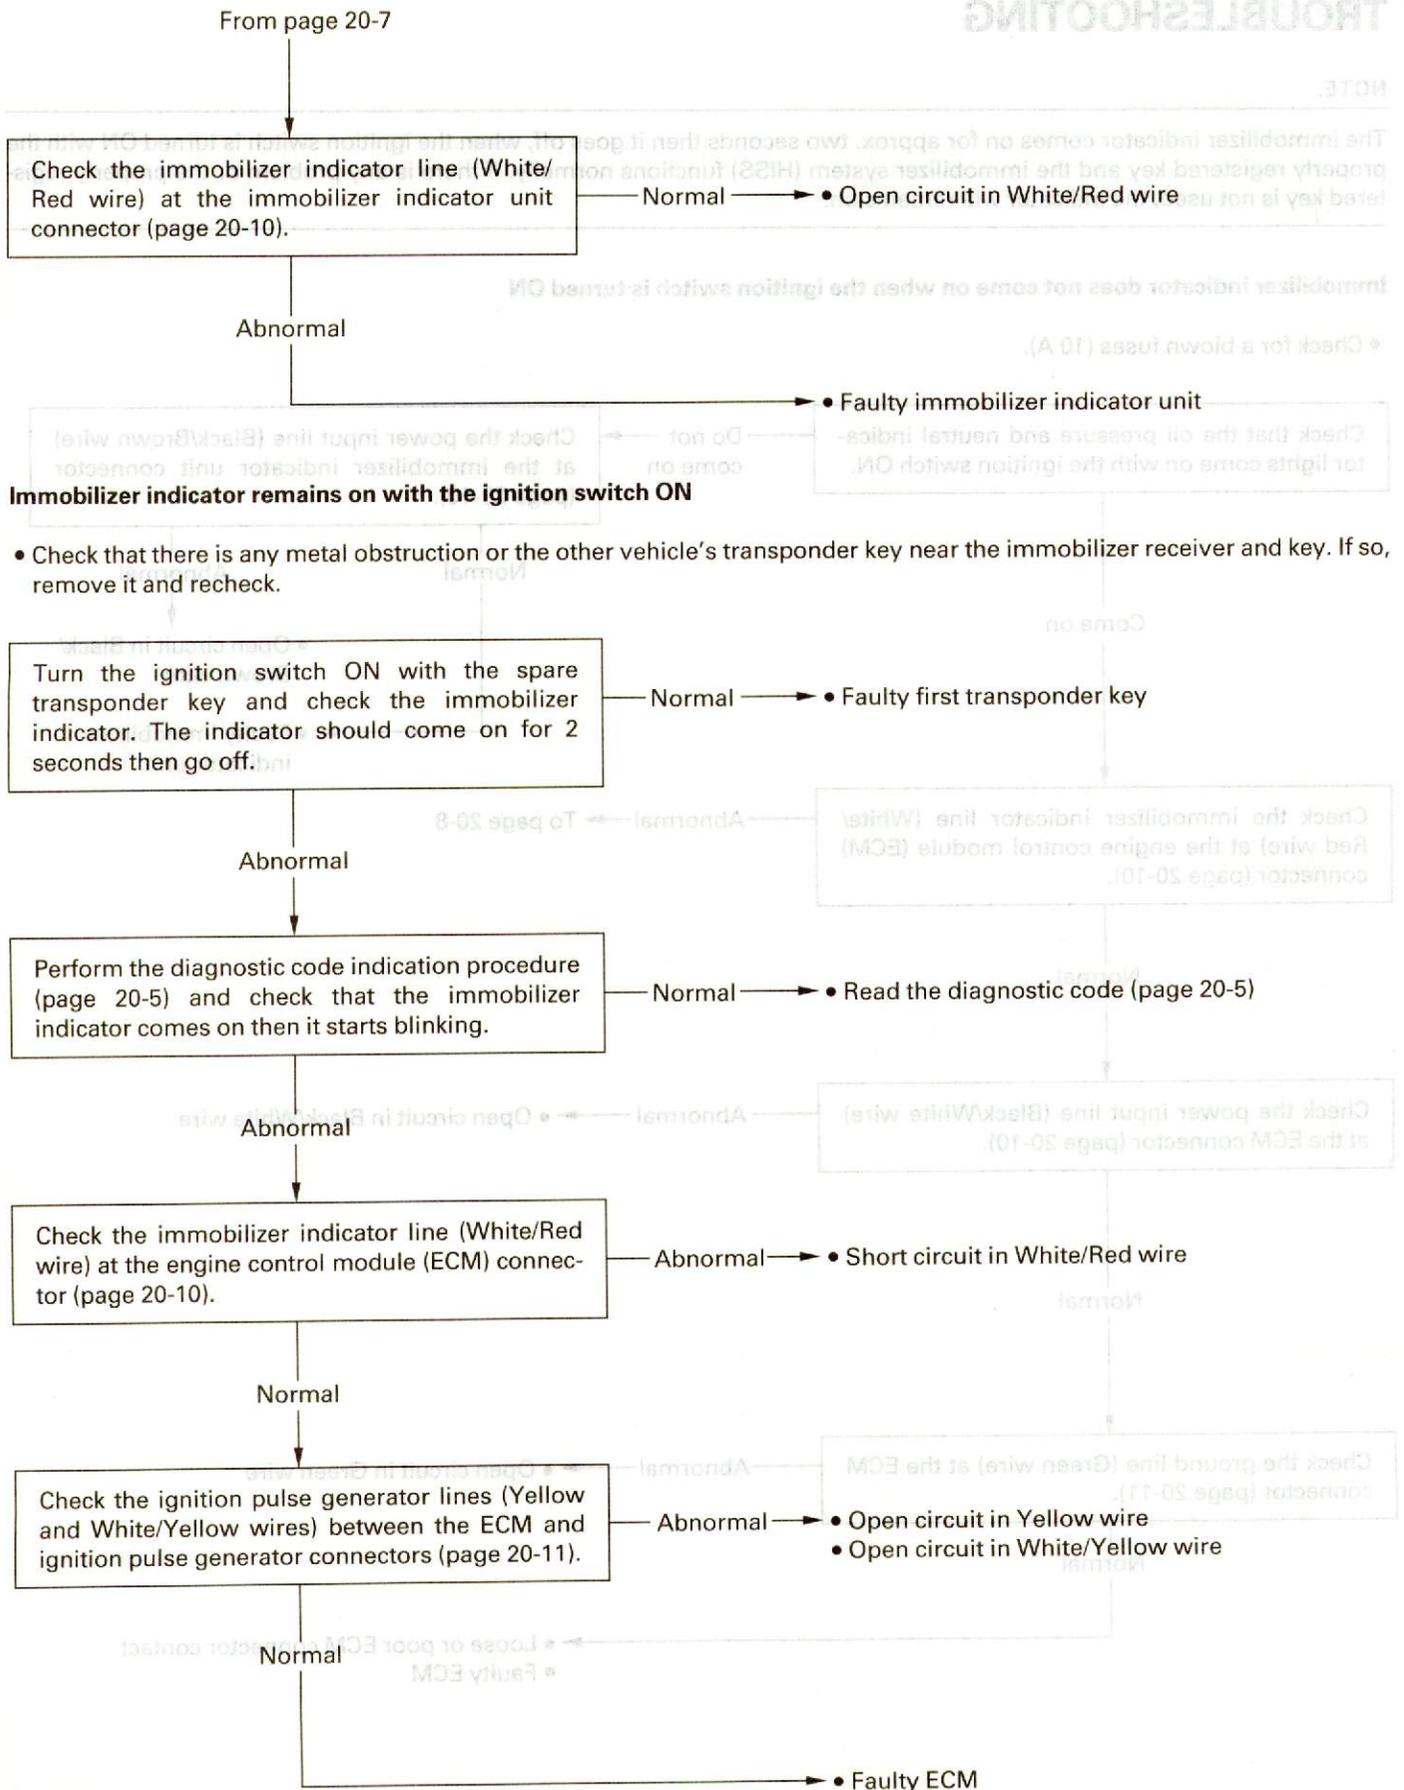 From page 20-7
Check the immobilizer indicator line (White/
Red wire) at the immobilizer indicator unit
connector (page 20-10).
Normal
• Open circuit in White/Red wire
Abnormal
• Faulty immobilizer indicator unit
Immobilizer indicator remains on with the ignition switch ON
• Check that there is any metal obstruction or the other vehicle's transponder key near the immobilizer receiver and key. If so,
remove it and recheck.
Turn the ignition switch ON with the spare
transponder key and check the immobilizer
indicator. The indicator should come on for 2
seconds then go off.
Normal
• Faulty first transponder key
Abnormal
Perform the diagnostic code indication procedure
(page 20-5) and check that the immobilizer
indicator comes on then it starts blinking.
Normal
• Read the diagnostic code (page 20-5)
Abnormal
Check the immobilizer indicator line (White/Red
wire) at the engine control module (ECM) connec-
tor (page 20-10).
Abnormal
• Short circuit in White/Red wire
Normal
Check the ignition pulse generator lines (Yellow
and White/Yellow wires) between the ECM and
ignition pulse generator connectors (page 20-11).
Abnormal
• Open circuit in Yellow wire
• Open circuit in White/Yellow wire
Normal
• Faulty ECM